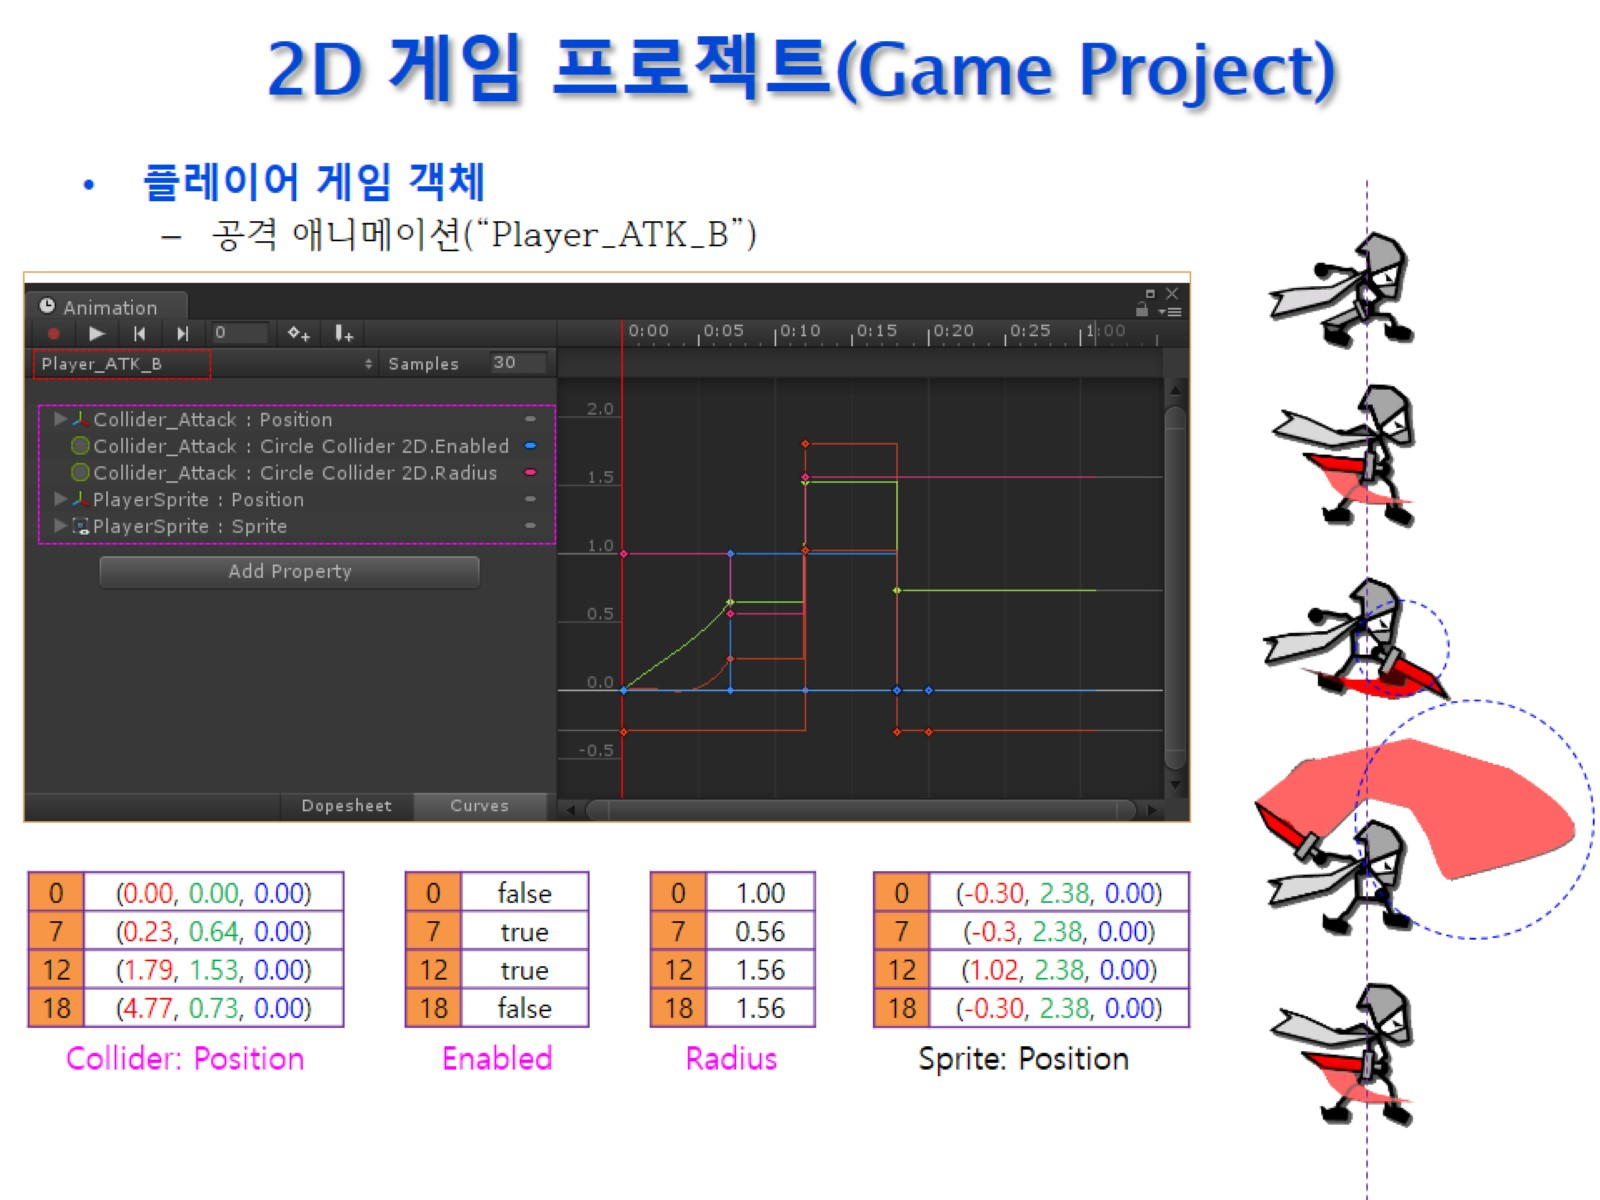 2D 게임 프로젝트(Game Project)
• 플레이어 게임 객체
– 공격 애니메이션(“Player_ATK_B”)
Animation
0
0:00 0:05 0:10 0:15 0:20 0:25 1:00
Player_ATK_B Samples 30
Collider_Attack : Position
Collider_Attack : Circle Collider 2D.Enabled
Collider_Attack : Circle Collider 2D.Radius
PlayerSprite : Position
PlayerSprite : Sprite
Add Property
2.0
1.5
1.0
0.5
0.0
-0.5
Dopesheet Curves
0 (0.00, 0.00, 0.00)
7 (0.23, 0.64, 0.00)
12 (1.79, 1.53, 0.00)
18 (4.77, 0.73, 0.00)
Collider: Position
0 false
7 true
12 true
18 false
Enabled
0 1.00
7 0.56
12 1.56
18 1.56
Radius
0 (-0.30, 2.38, 0.00)
7 (-0.3, 2.38, 0.00)
12 (1.02, 2.38, 0.00)
18 (-0.30, 2.38, 0.00)
Sprite: Position